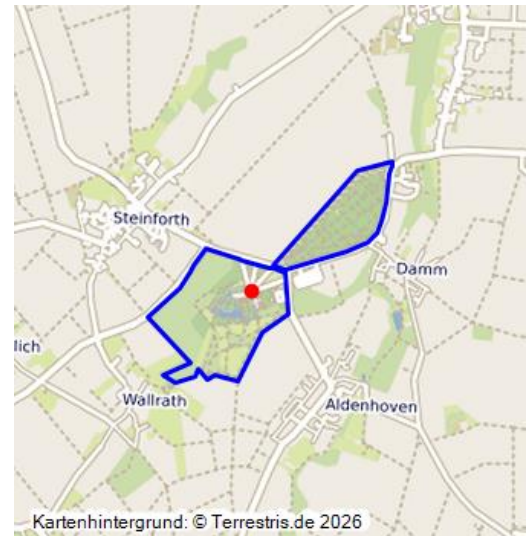 Steinforth
Damm
lich
Wallrath
Aldenhoven
Kartenhintergrund: © Terrestris.de 2026